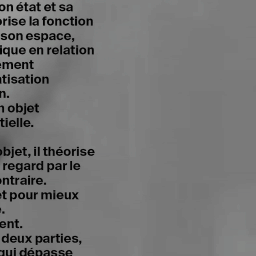 on état et sa
orise la fonction
son espace,
ique en relation
ement
tisation
n.
n objet
tielle.
objet, il théorise
regard par le
ontraire.
et pour mieux
.
ent.
deux parties,
qui dépasse